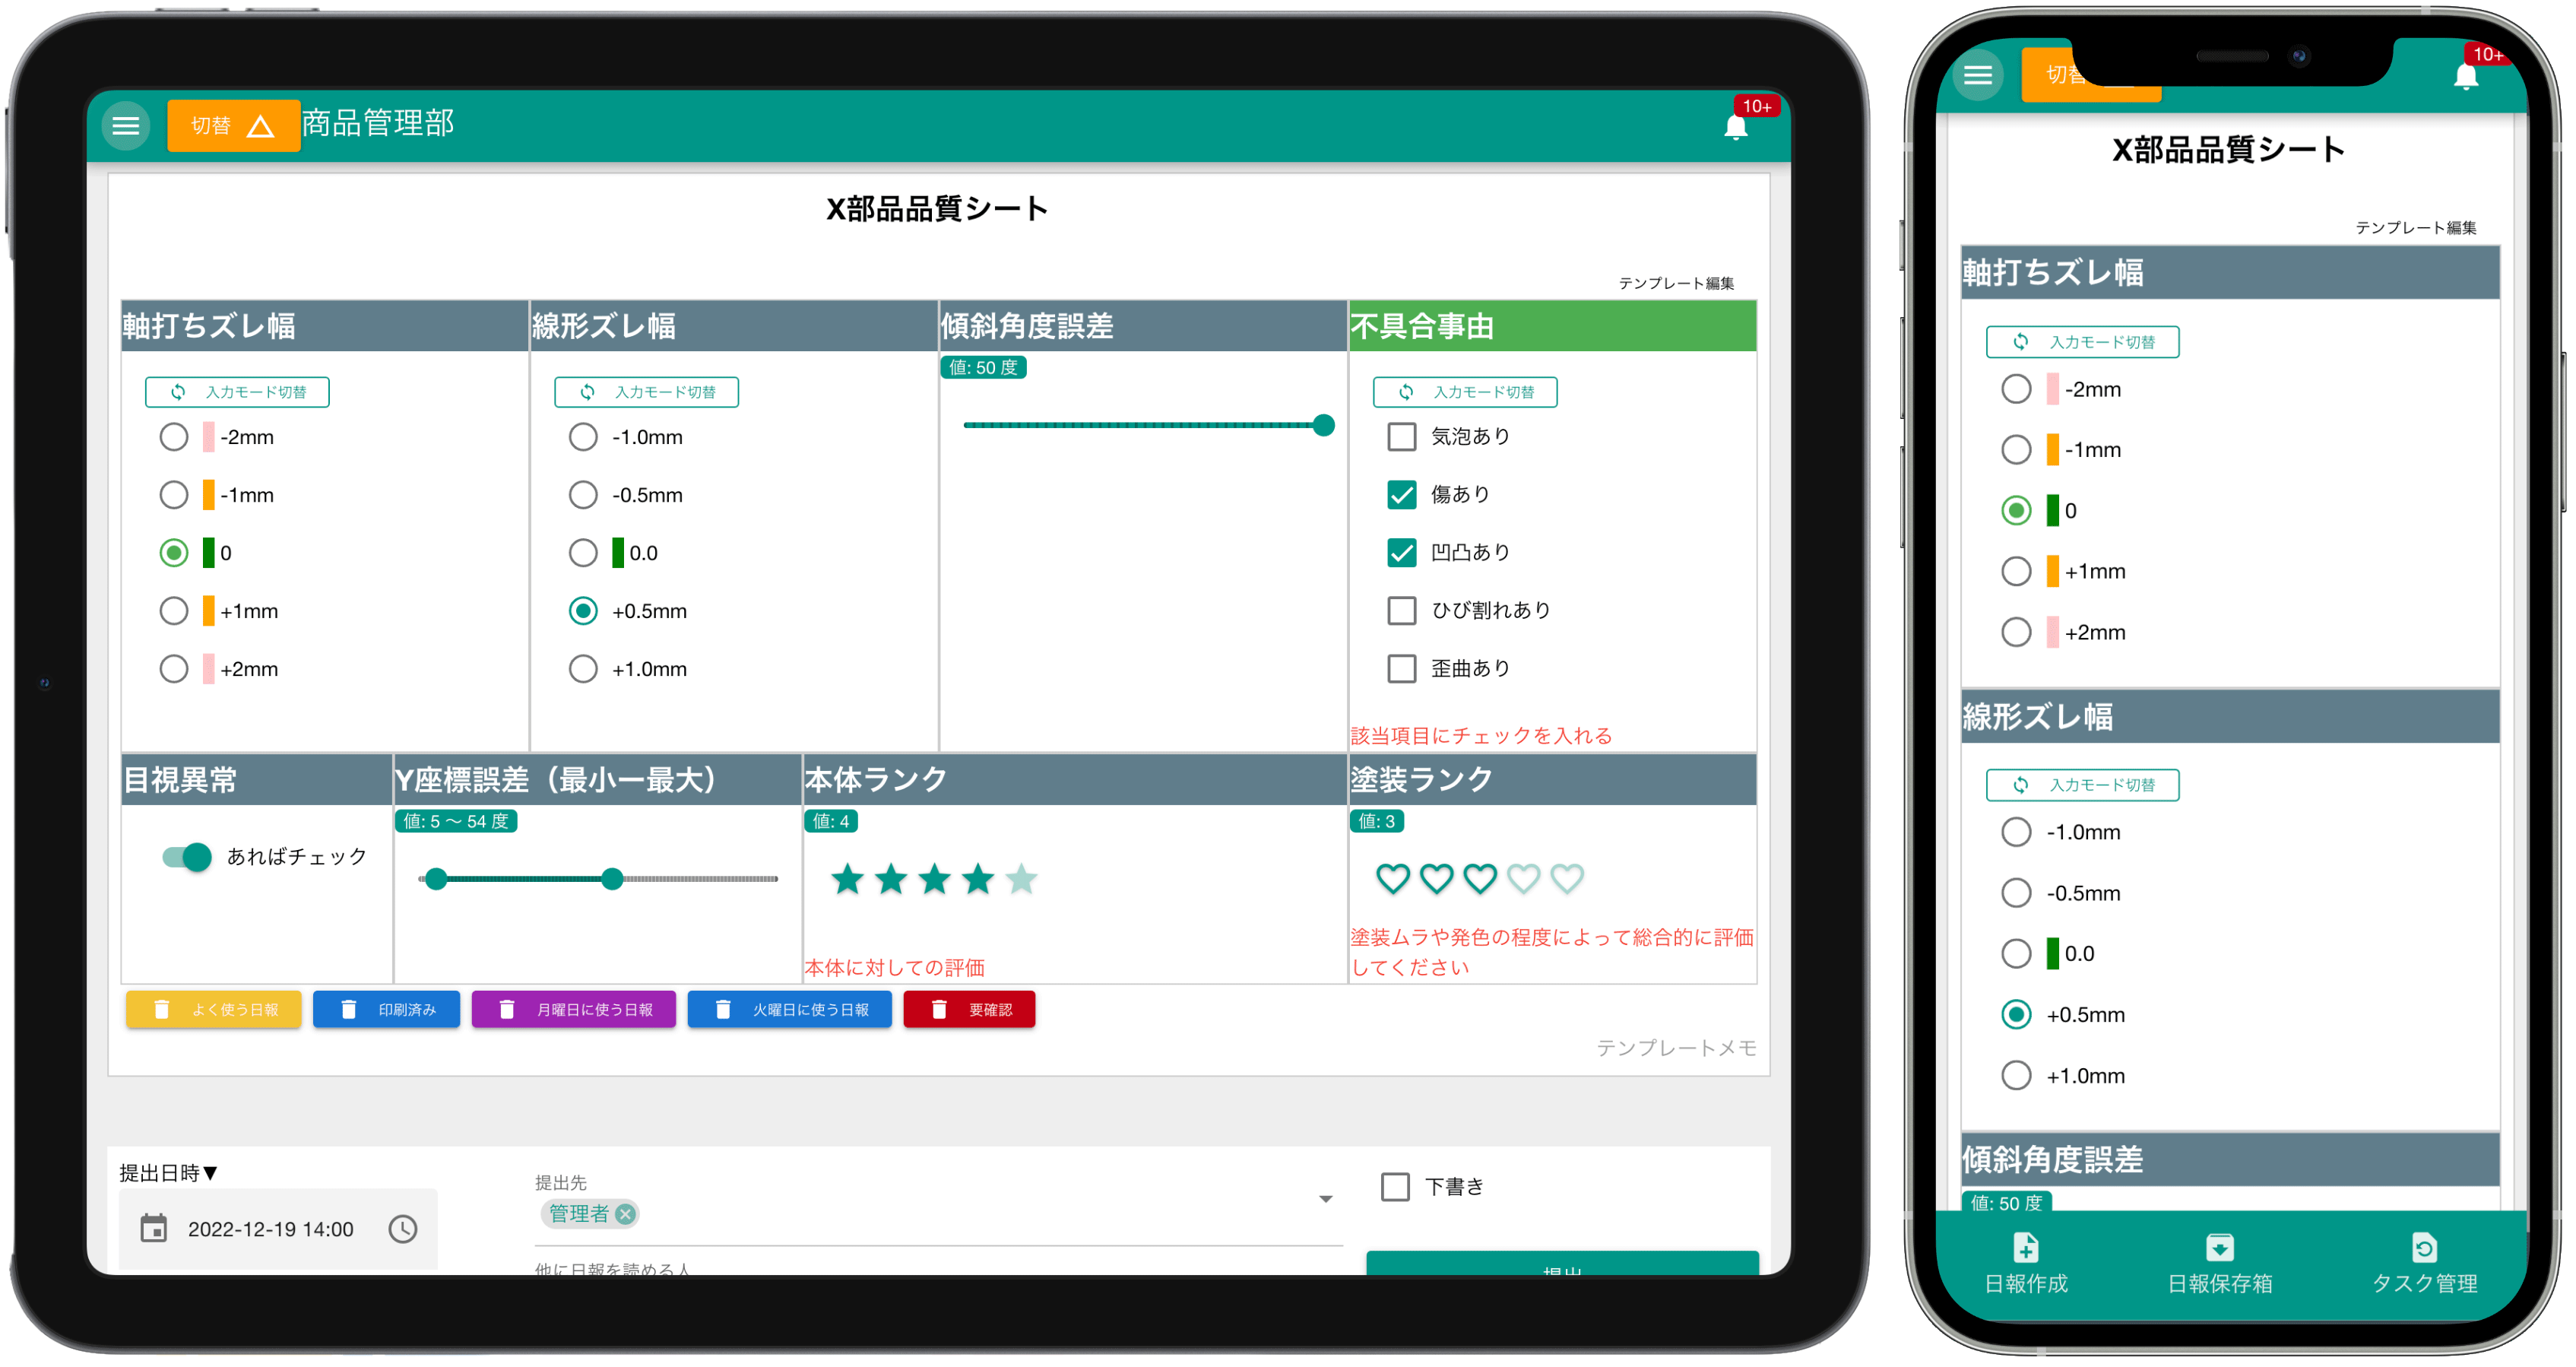 切替
商品管理部
10+
X部品品質シート
テンプレート編集
軸打ちズレ幅
入力モード切替
-2mm
-1mm
0
+1mm
+2mm
線形ズレ幅
入力モード切替
-1.0mm
-0.5mm
0.0
+0.5mm
+1.0mm
傾斜角度誤差
値: 50 度
不具合事由
入力モード切替
気泡あり
傷あり
凹凸あり
ひび割れあり
歪曲あり
該当項目にチェックを入れる
目視異常
あればチェック
Y座標誤差（最小ー最大）
値: 5 〜 54 度
本体ランク
値: 4
本体に対しての評価
塗装ランク
値: 3
塗装ムラや発色の程度によって総合的に評価
してください
よく使う日報
印刷済み
月曜日に使う日報
火曜日に使う日報
要確認
テンプレートメモ
提出日時▼
2022-12-19 14:00
提出先
管理者
他に日報を読める人
下書き
提出
切替
10+
X部品品質シート
テンプレート編集
軸打ちズレ幅
入力モード切替
-2mm
-1mm
0
+1mm
+2mm
線形ズレ幅
入力モード切替
-1.0mm
-0.5mm
0.0
+0.5mm
+1.0mm
傾斜角度誤差
値: 50 度
日報作成
日報保存箱
タスク管理